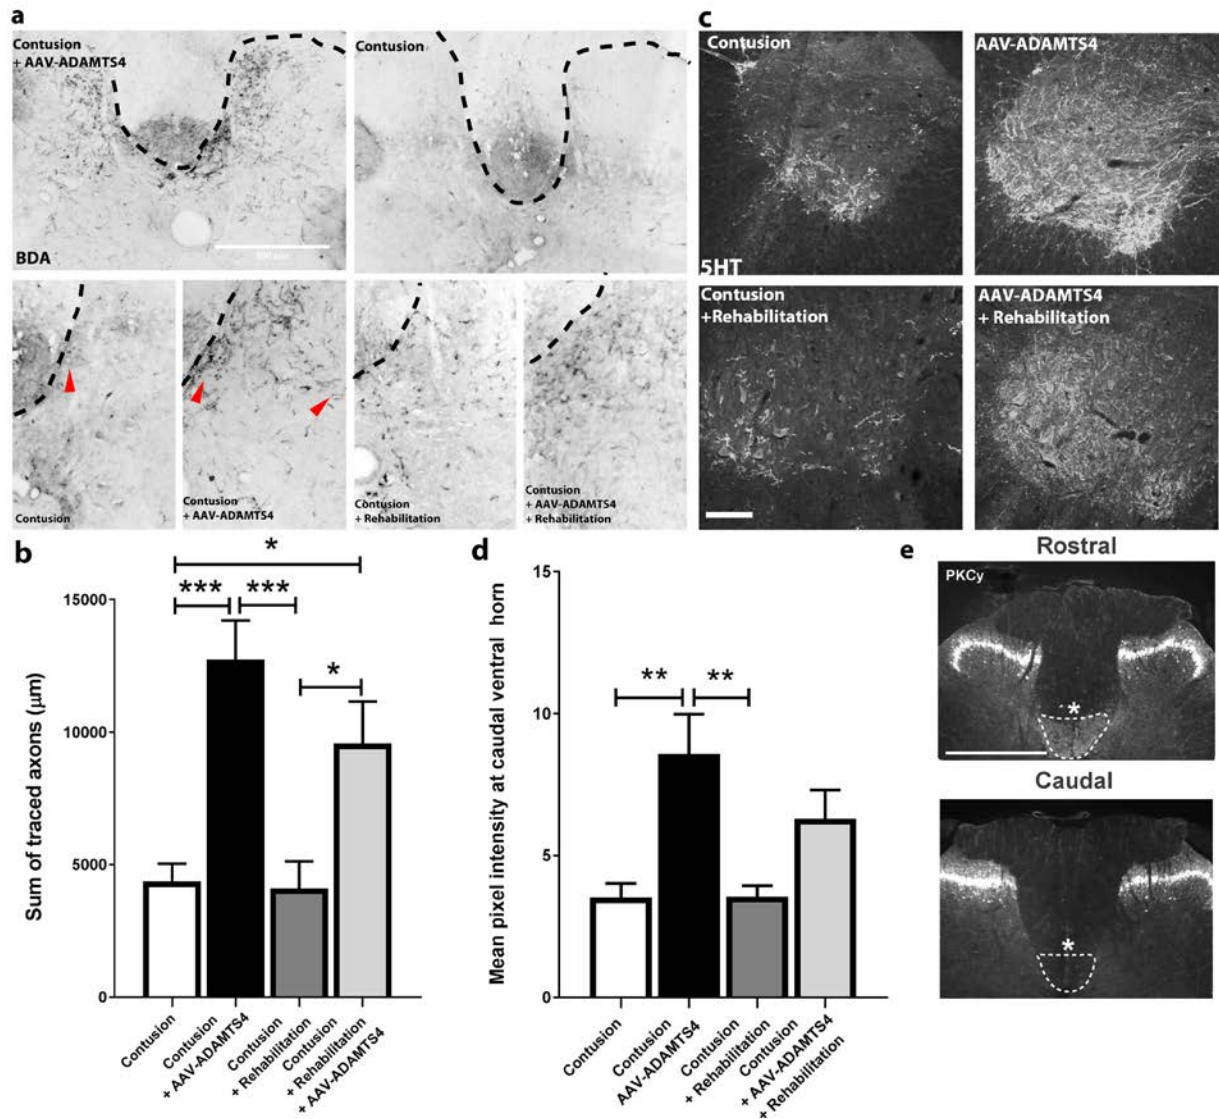 a
Contusion
+ AAV-ADAMTS4
BDA
Contusion
Contusion
Contusion
+ AAV-ADAMTS4
Contusion
+ Rehabilitation
Contusion
+ AAV-ADAMTS4
+ Rehabilitation
c
Contusion
5HT
AAV-ADAMTS4
Contusion
+Rehabilitation
AAV-ADAMTS4
+ Rehabilitation
b
Sum of traced axons (μm)
15000
10000
5000
0
*
***
***
*
Contusion
Contusion
+ AAV-ADAMTS4
Contusion
+ Rehabilitation
Contusion
+ Rehabilitation
+ AAV-ADAMTS4
d
Mean pixel intensity at caudal ventral horn
15
10
5
0
**
**
Contusion
Contusion
AAV-ADAMTS4
Contusion
+ Rehabilitation
Contusion
+ AAV-ADAMTS4
+ Rehabilitation
e
Rostral
PKCγ
*
Caudal
*